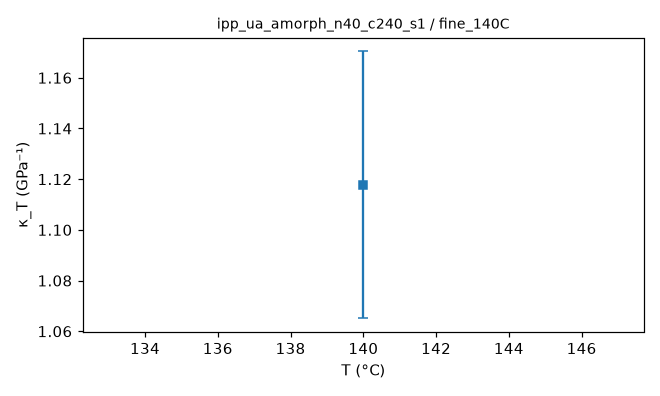 ipp_ua_amorph_n40_c240_s1 / fine_140C
κ_T (GPa⁻¹)
1.16
1.14
1.12
1.10
1.08
1.06
134 136 138 140 142 144 146
T (°C)